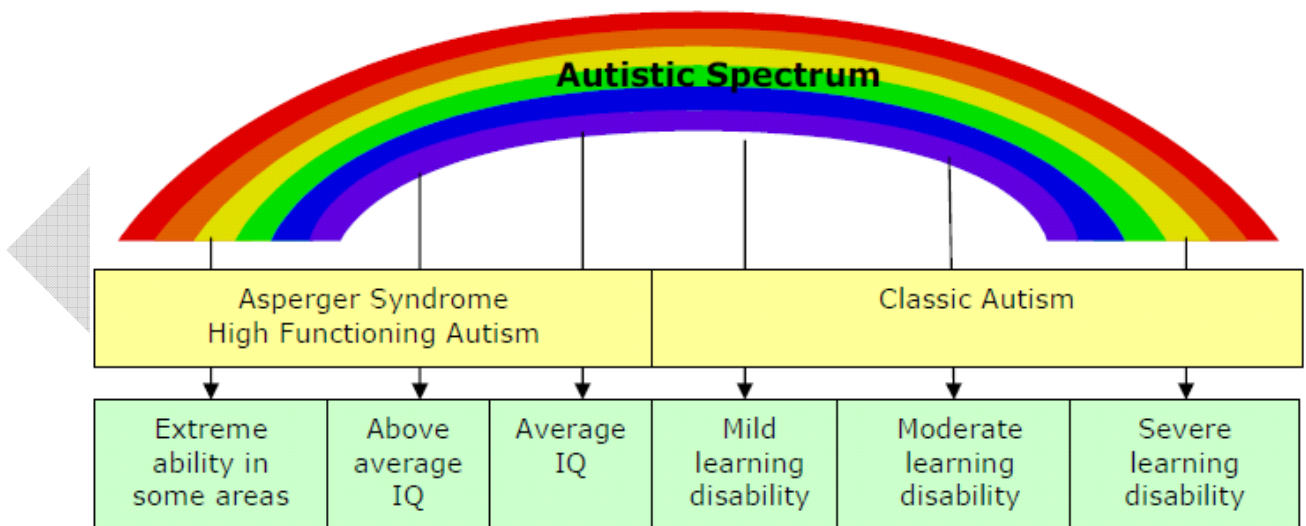 Autistic Spectrum
Asperger Syndrome
High Functioning Autism
Classic Autism
Extreme
ability in
some areas
Above
average
IQ
Average
IQ
Mild
learning
disability
Moderate
learning
disability
Severe
learning
disability